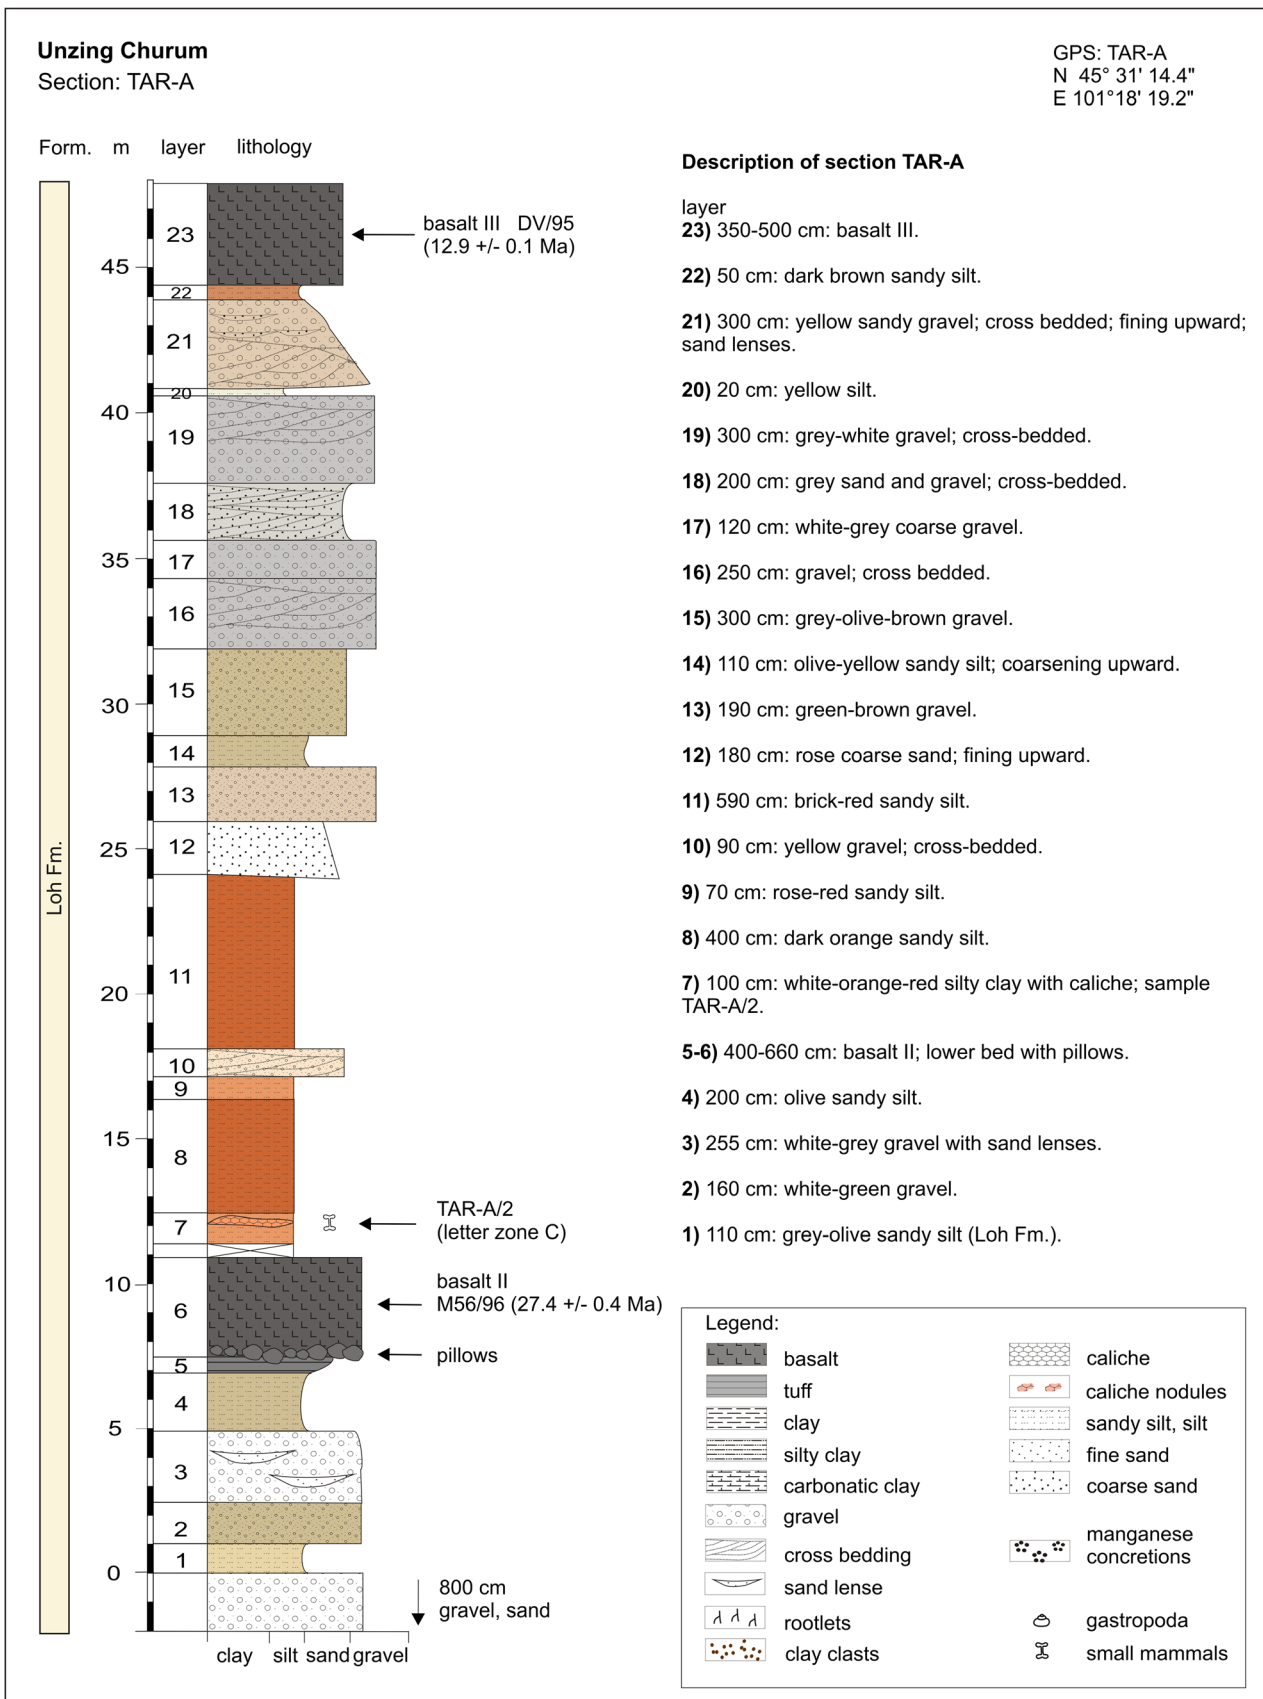 Unzing Churum
Section: TAR-A
GPS: TAR-A
N 45° 31' 14.4"
E 101°18' 19.2"
Form. m layer lithology
Loh Fm.
45
40
35
30
25
20
15
10
5
0
23
22
21
20
19
18
17
16
15
14
13
12
11
10
9
8
7
6
5
4
3
2
1
basalt III DV/95
(12.9 +/- 0.1 Ma)
TAR-A/2
(letter zone C)
basalt II
M56/96 (27.4 +/- 0.4 Ma)
pillows
800 cm
gravel, sand
clay silt sand gravel
Description of section TAR-A
layer
23) 350-500 cm: basalt III.
22) 50 cm: dark brown sandy silt.
21) 300 cm: yellow sandy gravel; cross bedded; fining upward;
sand lenses.
20) 20 cm: yellow silt.
19) 300 cm: grey-white gravel; cross-bedded.
18) 200 cm: grey sand and gravel; cross-bedded.
17) 120 cm: white-grey coarse gravel.
16) 250 cm: gravel; cross bedded.
15) 300 cm: grey-olive-brown gravel.
14) 110 cm: olive-yellow sandy silt; coarsening upward.
13) 190 cm: green-brown gravel.
12) 180 cm: rose coarse sand; fining upward.
11) 590 cm: brick-red sandy silt.
10) 90 cm: yellow gravel; cross-bedded.
9) 70 cm: rose-red sandy silt.
8) 400 cm: dark orange sandy silt.
7) 100 cm: white-orange-red silty clay with caliche; sample
TAR-A/2.
5-6) 400-660 cm: basalt II; lower bed with pillows.
4) 200 cm: olive sandy silt.
3) 255 cm: white-grey gravel with sand lenses.
2) 160 cm: white-green gravel.
1) 110 cm: grey-olive sandy silt (Loh Fm.).
Legend:
basalt
tuff
clay
silty clay
carbonatic clay
gravel
cross bedding
sand lense
rootlets
clay clasts
caliche
caliche nodules
sandy silt, silt
fine sand
coarse sand
manganese
concretions
gastropoda
small mammals